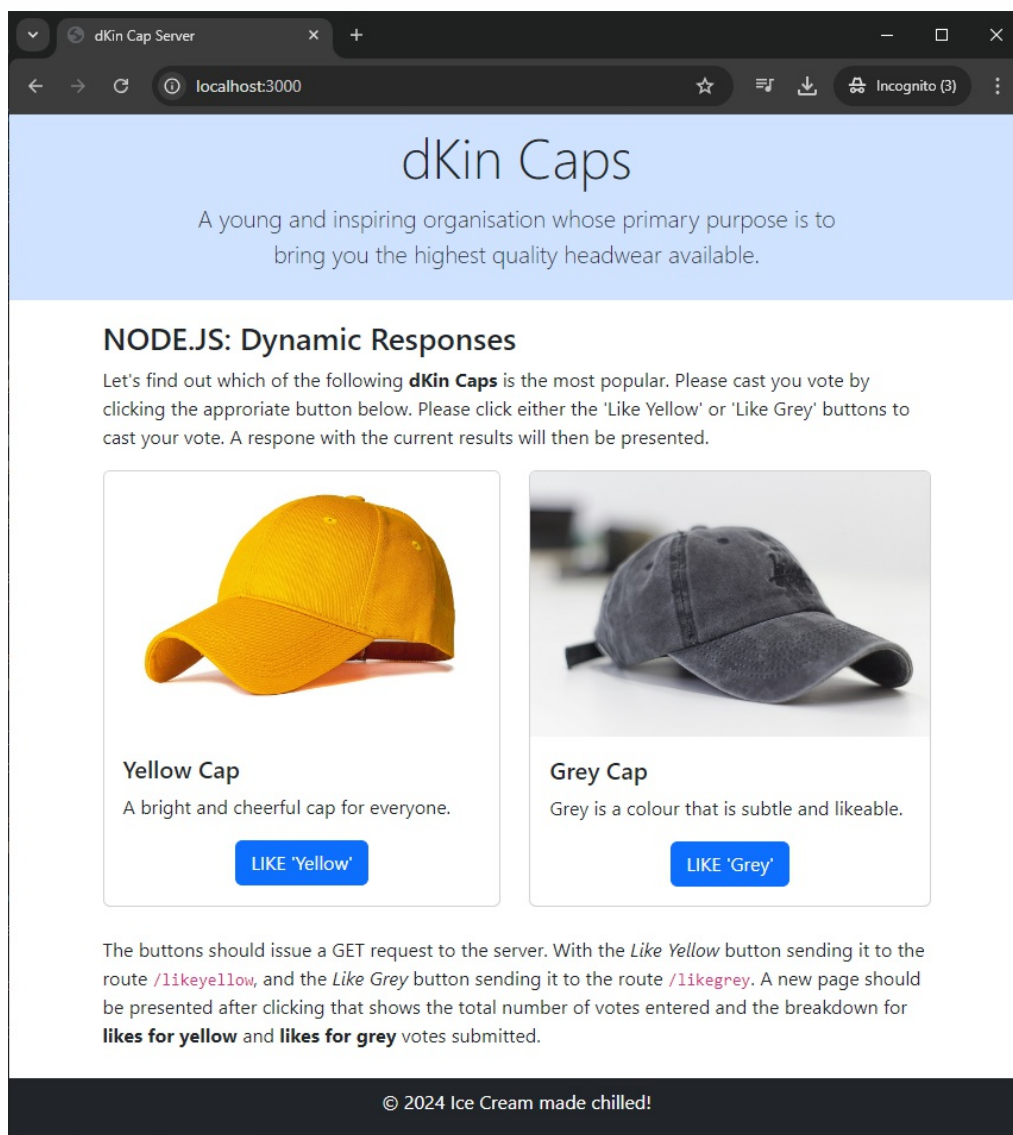 dKin Cap Server
localhost:3000
Incognito (3)
dKin Caps
A young and inspiring organisation whose primary purpose is to
bring you the highest quality headwear available.
NODE.JS: Dynamic Responses
Let's find out which of the following dKin Caps is the most popular. Please cast you vote by
clicking the approriate button below. Please click either the 'Like Yellow' or 'Like Grey' buttons to
cast your vote. A respone with the current results will then be presented.
Yellow Cap
A bright and cheerful cap for everyone.
LIKE 'Yellow'
Grey Cap
Grey is a colour that is subtle and likeable.
LIKE 'Grey'
The buttons should issue a GET request to the server. With the Like Yellow button sending it to the
route /likeyellow, and the Like Grey button sending it to the route /likegrey. A new page should
be presented after clicking that shows the total number of votes entered and the breakdown for
likes for yellow and likes for grey votes submitted.
© 2024 Ice Cream made chilled!